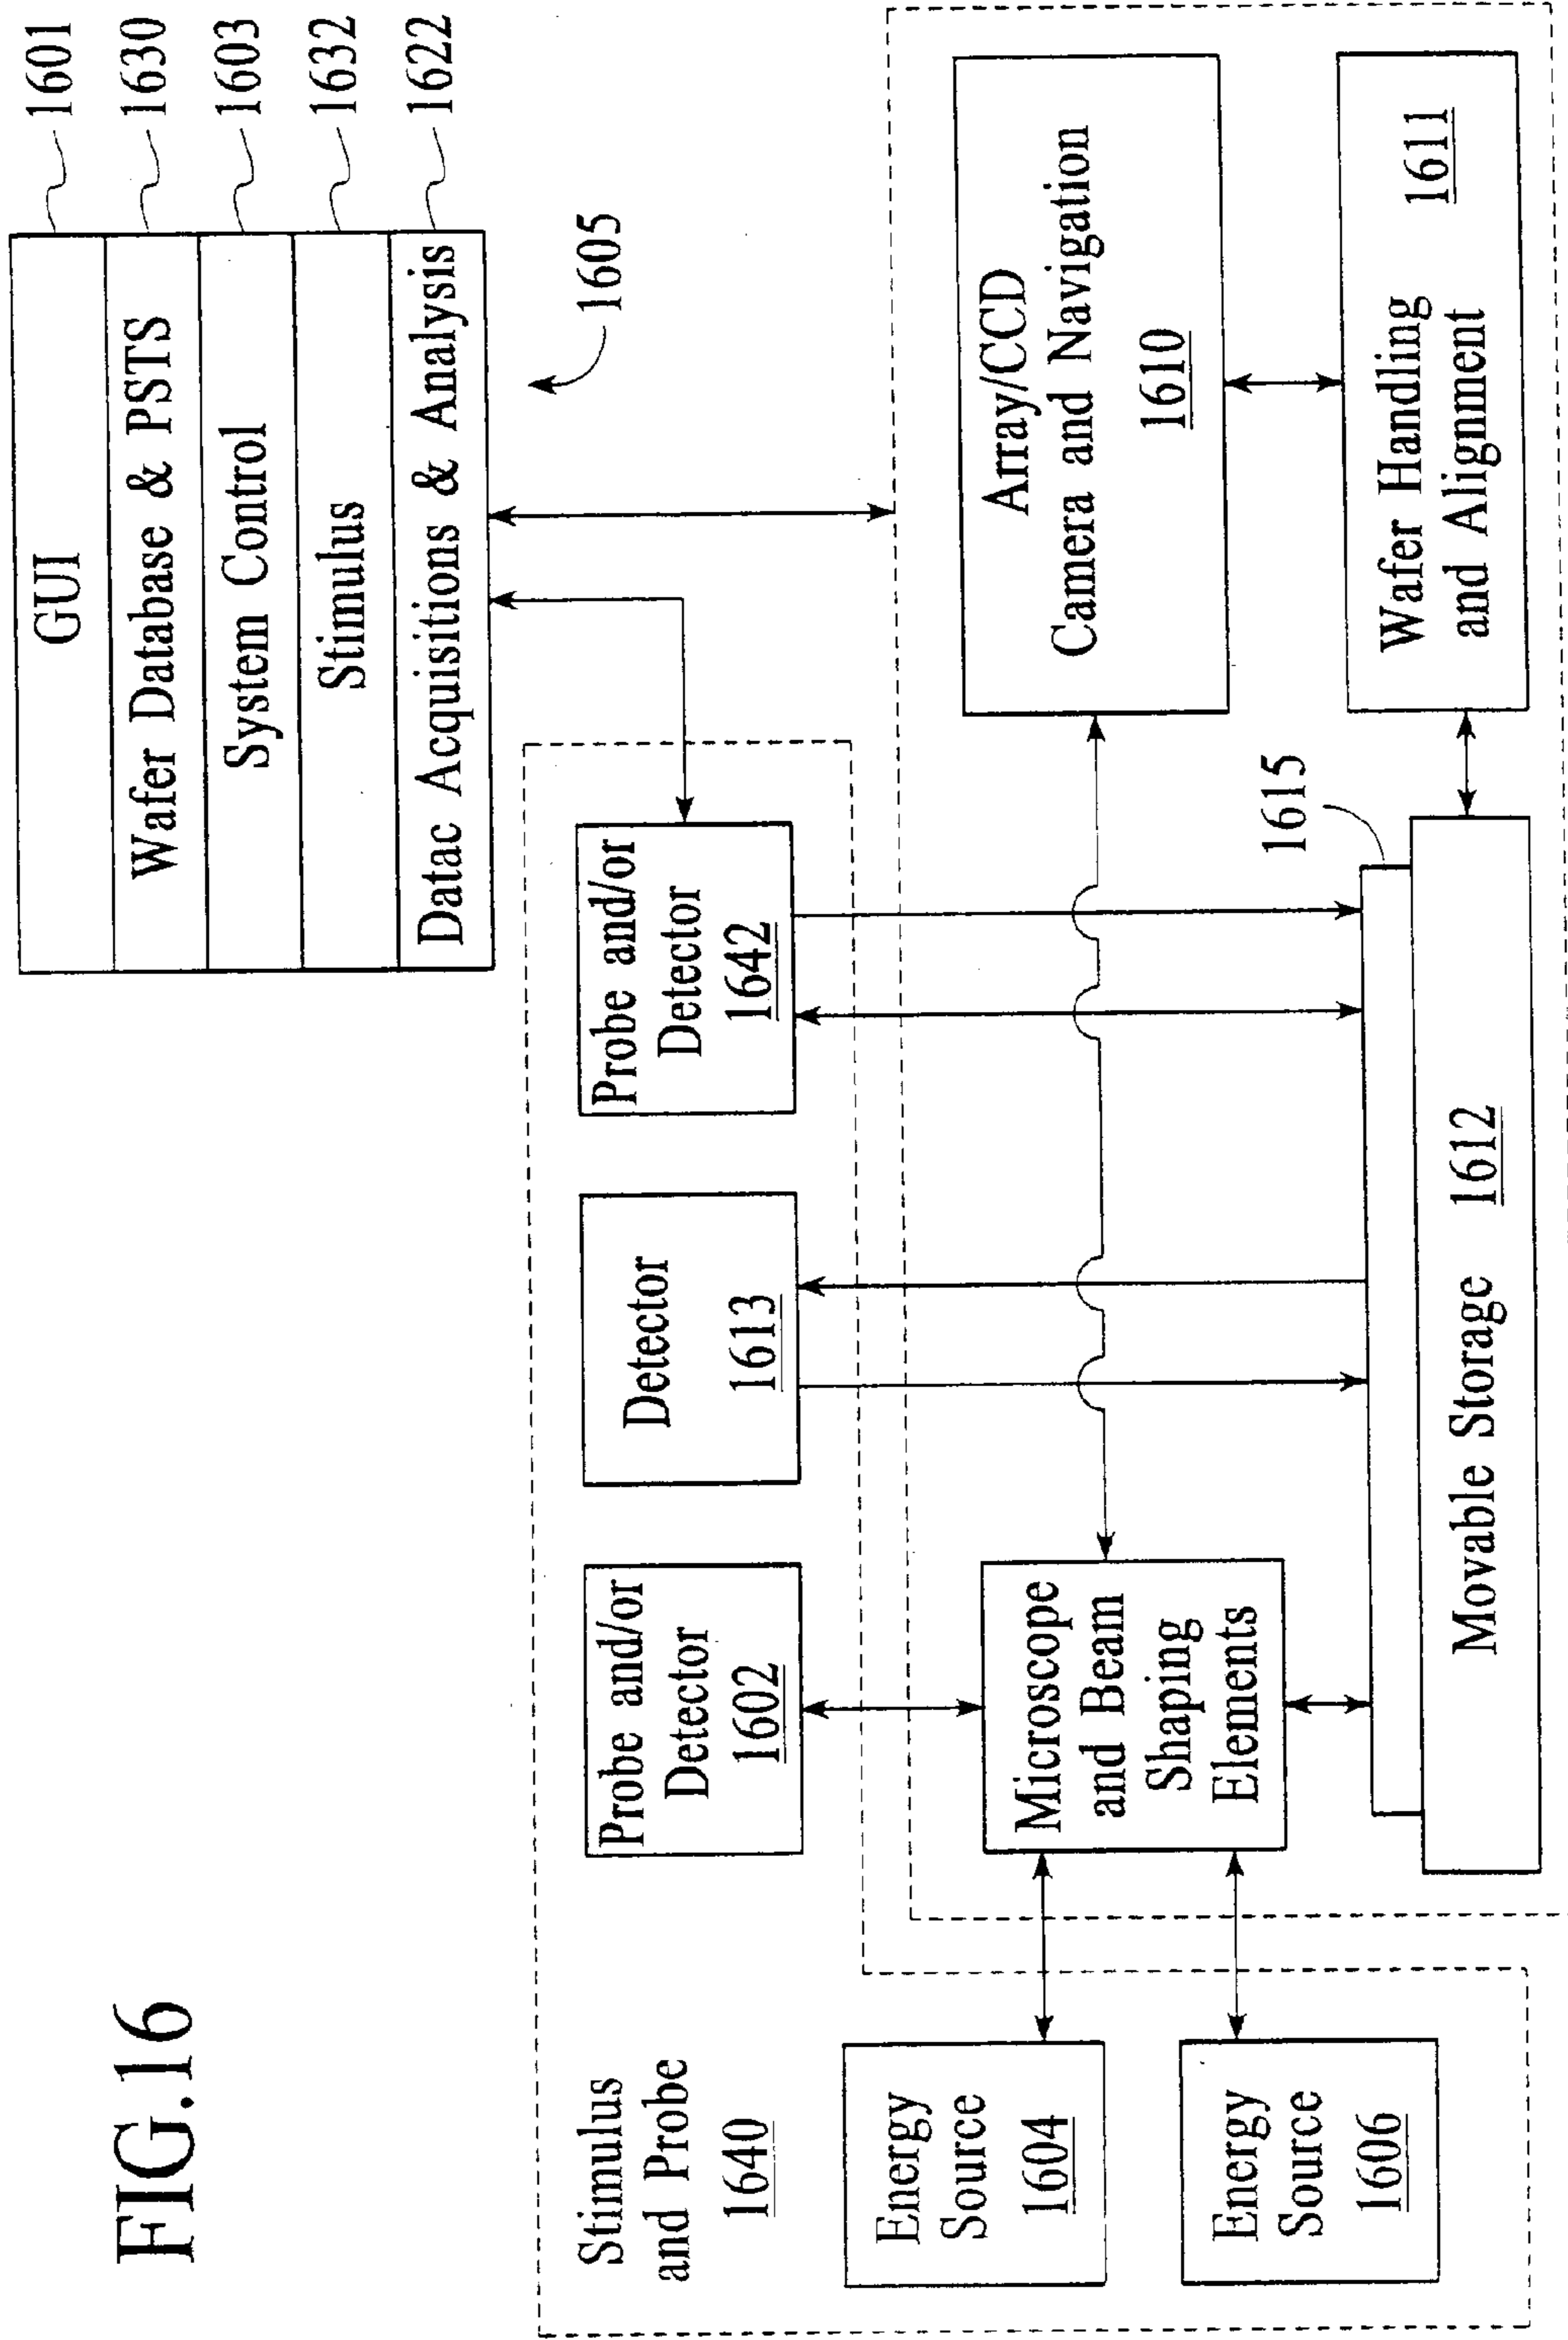 FIG.16
GUI
1601
Wafer Database & PSTS
1630
System Control
1603
Stimulus
1632
Datac Acquisitions & Analysis
1622
1605
Stimulus
and Probe
1640
Probe and/or
Detector
1602
Detector
1613
Probe and/or
Detector
1642
Energy
Source
1604
Energy
Source
1606
Microscope
and Beam
Shaping
Elements
Array/CCD
Camera and Navigation
1610
Wafer Handling
and Alignment
1611
1615
Movable Storage 1612